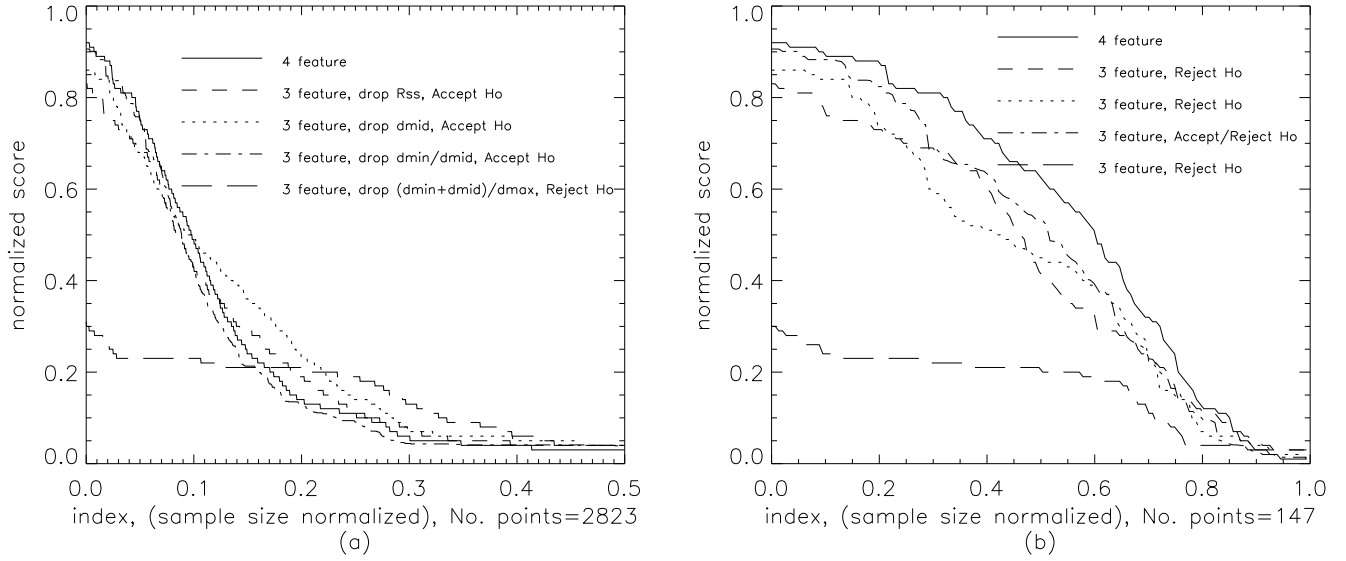 1.0
0.8
0.6
0.4
0.2
0.0
normalized score
4 feature
3 feature, drop Rss, Accept Ho
3 feature, drop dmid, Accept Ho
3 feature, drop dmin/dmid, Accept Ho
3 feature, drop (dmin+dmid)/dmax, Reject Ho
0.0 0.1 0.2 0.3 0.4 0.5
index, (sample size normalized), No. points=2823
(a)
1.0
0.8
0.6
0.4
0.2
0.0
normalized score
4 feature
3 feature, Reject Ho
3 feature, Reject Ho
3 feature, Accept/Reject Ho
3 feature, Reject Ho
0.0 0.2 0.4 0.6 0.8 1.0
index, (sample size normalized), No. points=147
(b)